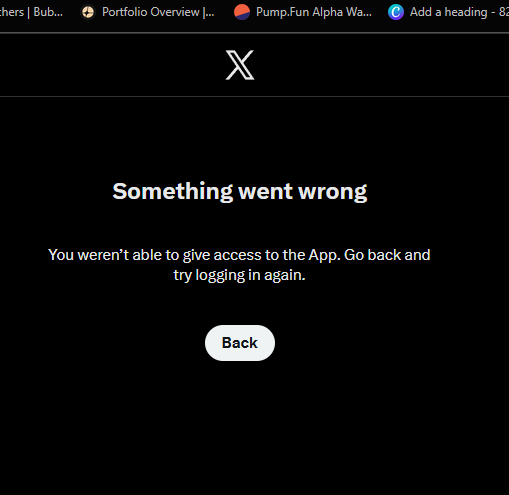 thers | Bub... Portfolio Overview |... Pump.Fun Alpha Wa... Add a heading - 82
X
Something went wrong
You weren’t able to give access to the App. Go back and
try logging in again.
Back